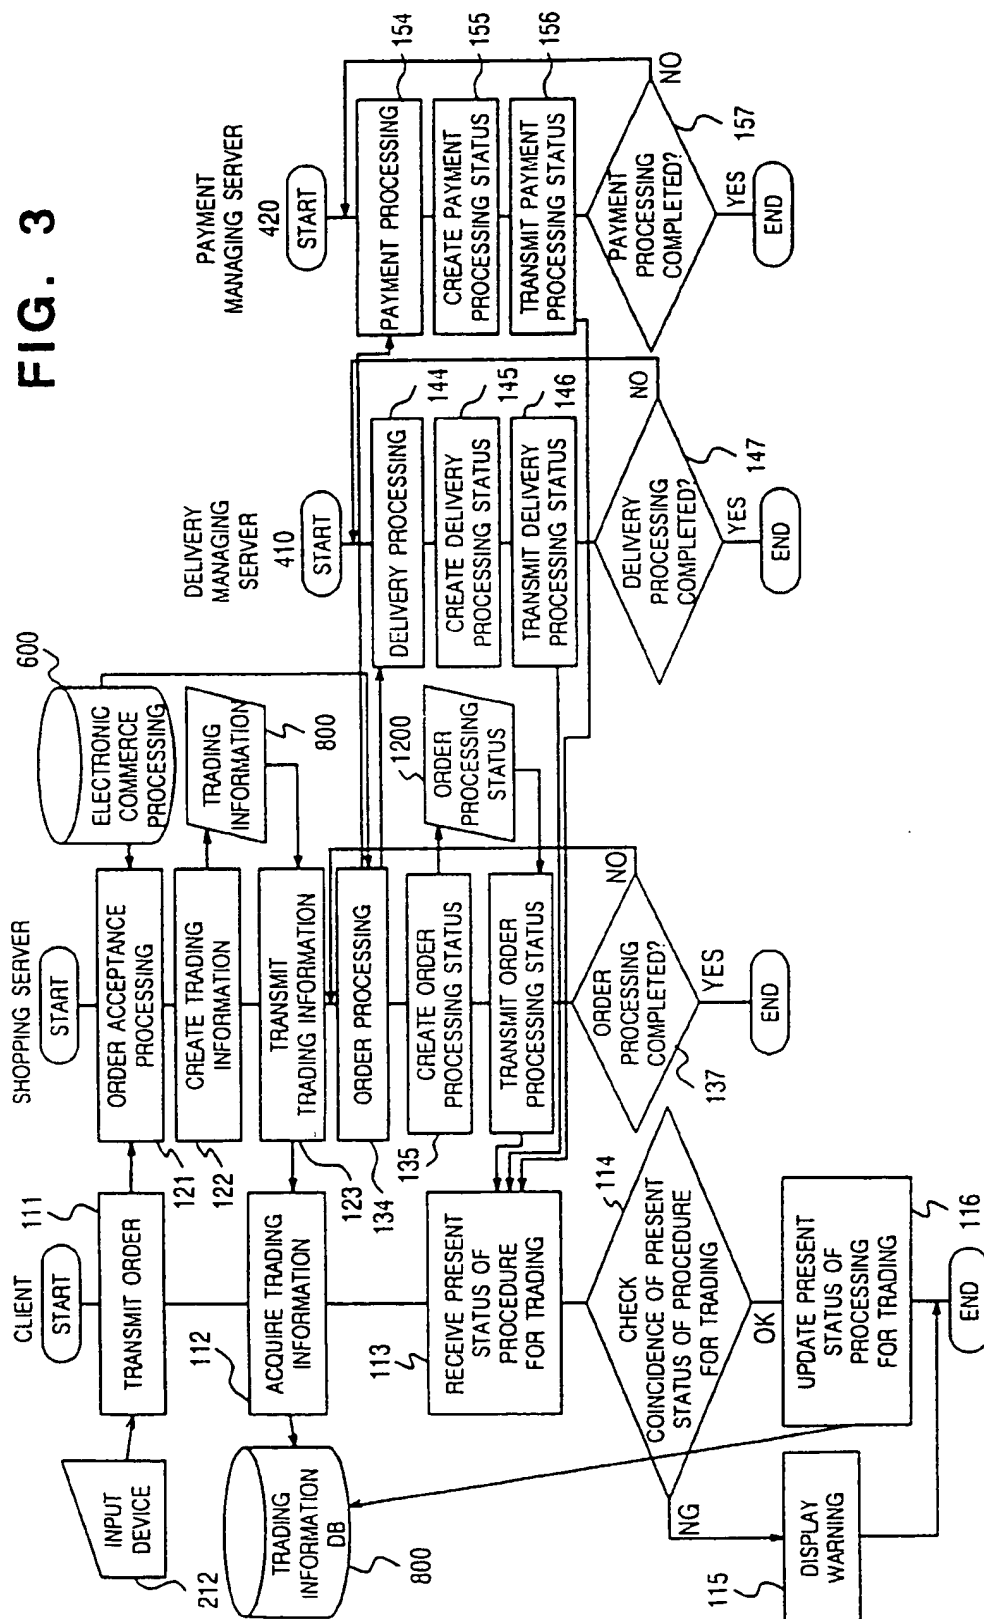 FIG. 3
CLIENT
START
INPUT
DEVICE
212
TRANSMIT ORDER
111
ACQUIRE TRADING
INFORMATION
112
TRADING
INFORMATION
DB
800
RECEIVE PRESENT
STATUS OF
PROCEDURE
FOR TRADING
113
CHECK
COINCIDENCE OF PRESENT
STATUS OF PROCEDURE
FOR TRADING
114
NG
OK
DISPLAY
WARNING
115
UPDATE PRESENT
STATUS OF
PROCESSING
FOR TRADING
116
END
SHOPPING SERVER
START
ORDER ACCEPTANCE
PROCESSING
121
ELECTRONIC
COMMERCE
PROCESSING
600
CREATE TRADING
INFORMATION
122
TRADING
INFORMATION
800
TRANSMIT
TRADING INFORMATION
123
ORDER PROCESSING
134
CREATE ORDER
PROCESSING STATUS
135
ORDER
PROCESSING
STATUS
1200
TRANSMIT ORDER
PROCESSING STATUS
ORDER
PROCESSING
COMPLETED?
137
NO
YES
END
DELIVERY
MANAGING
SERVER
410
START
DELIVERY PROCESSING
144
CREATE DELIVERY
PROCESSING STATUS
145
TRANSMIT DELIVERY
PROCESSING STATUS
146
DELIVERY
PROCESSING
COMPLETED?
147
NO
YES
END
PAYMENT
MANAGING SERVER
420
START
PAYMENT PROCESSING
154
CREATE PAYMENT
PROCESSING STATUS
155
TRANSMIT PAYMENT
PROCESSING STATUS
156
PAYMENT
PROCESSING
COMPLETED?
157
NO
YES
END